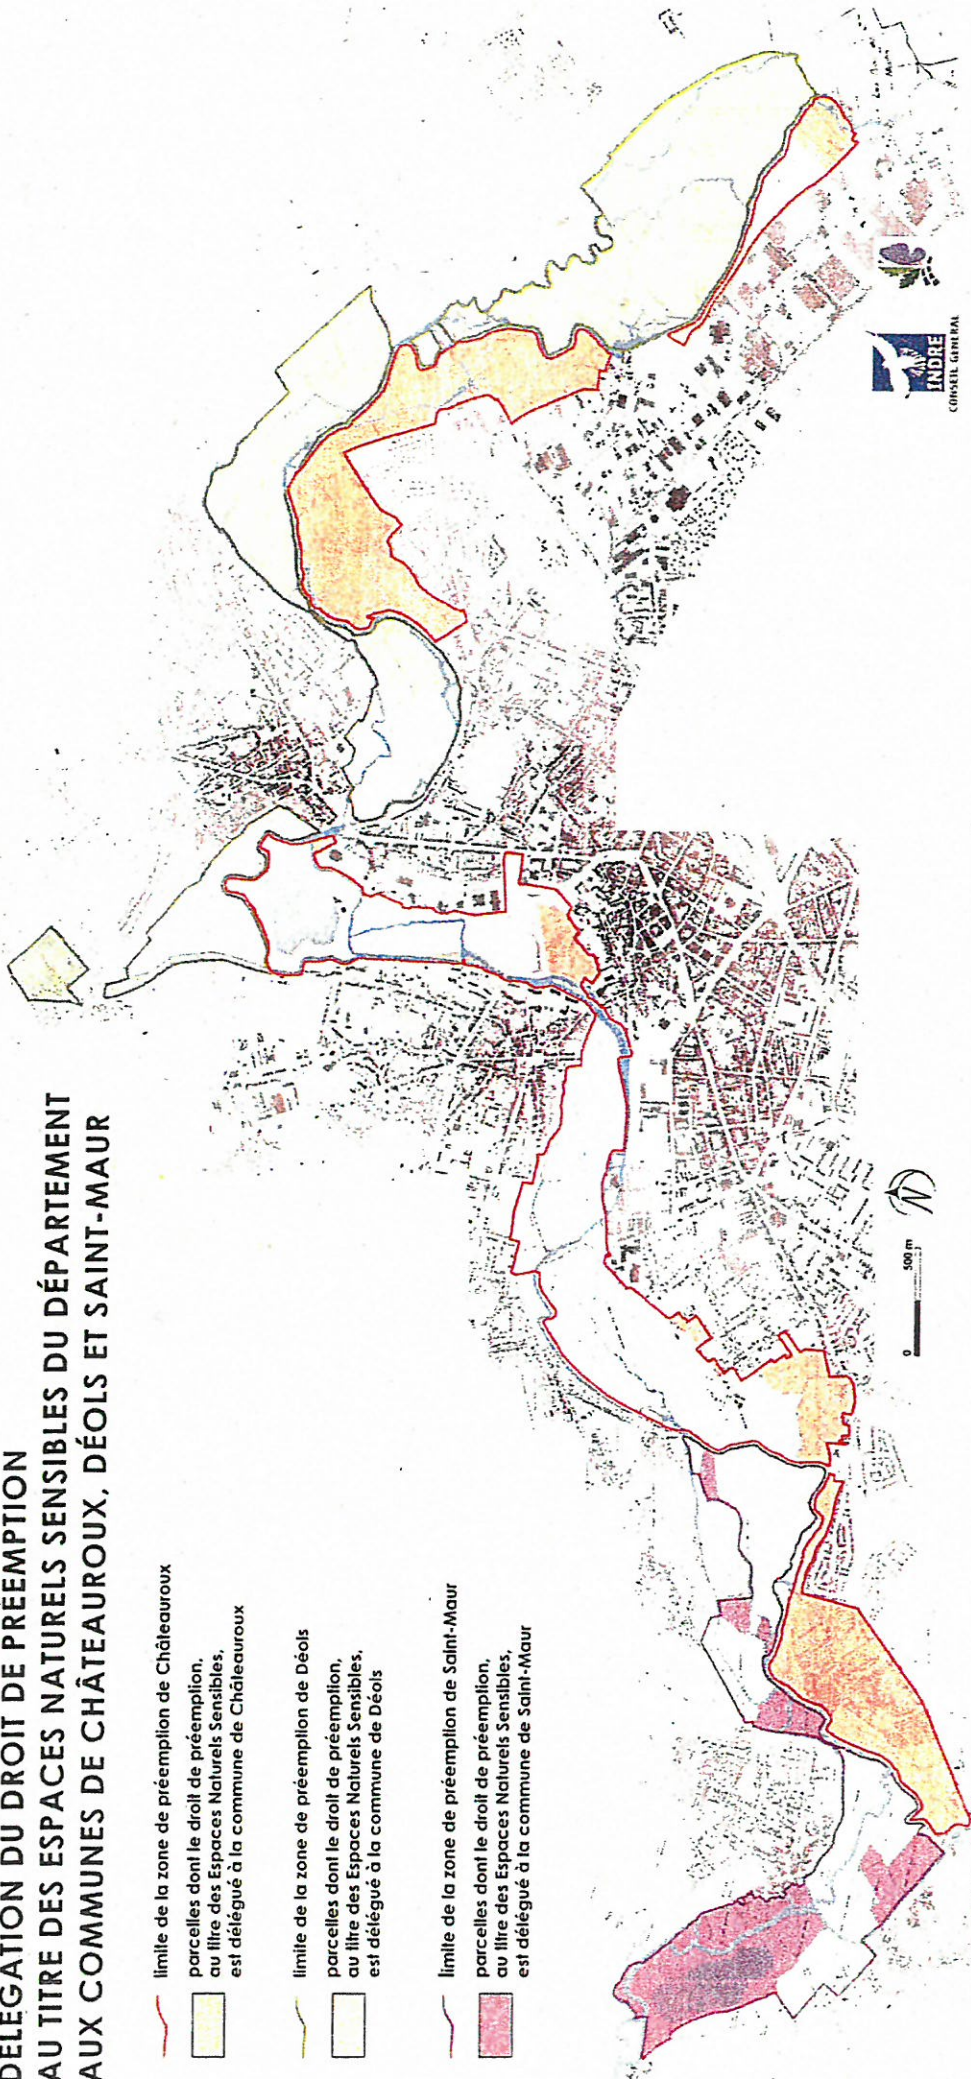 DÉLÉGATION DU DROIT DE PRÉEMPTION
AU TITRE DES ESPACES NATURELS SENSIBLES DU DÉPARTEMENT
AUX COMMUNES DE CHÂTEAUROUX, DÉOLS ET SAINT-MAUR
limite de la zone de préemption de Châteauroux
parcelles dont le droit de préemption,
au titre des Espaces Naturels Sensibles,
est délégué à la commune de Châteauroux
limite de la zone de préemption de Déols
parcelles dont le droit de préemption,
au titre des Espaces Naturels Sensibles,
est délégué à la commune de Déols
limite de la zone de préemption de Saint-Maur
parcelles dont le droit de préemption,
au titre des Espaces Naturels Sensibles,
est délégué à la commune de Saint-Maur
0 500 m
N
INDRE
CONSEIL GÉNÉRAL